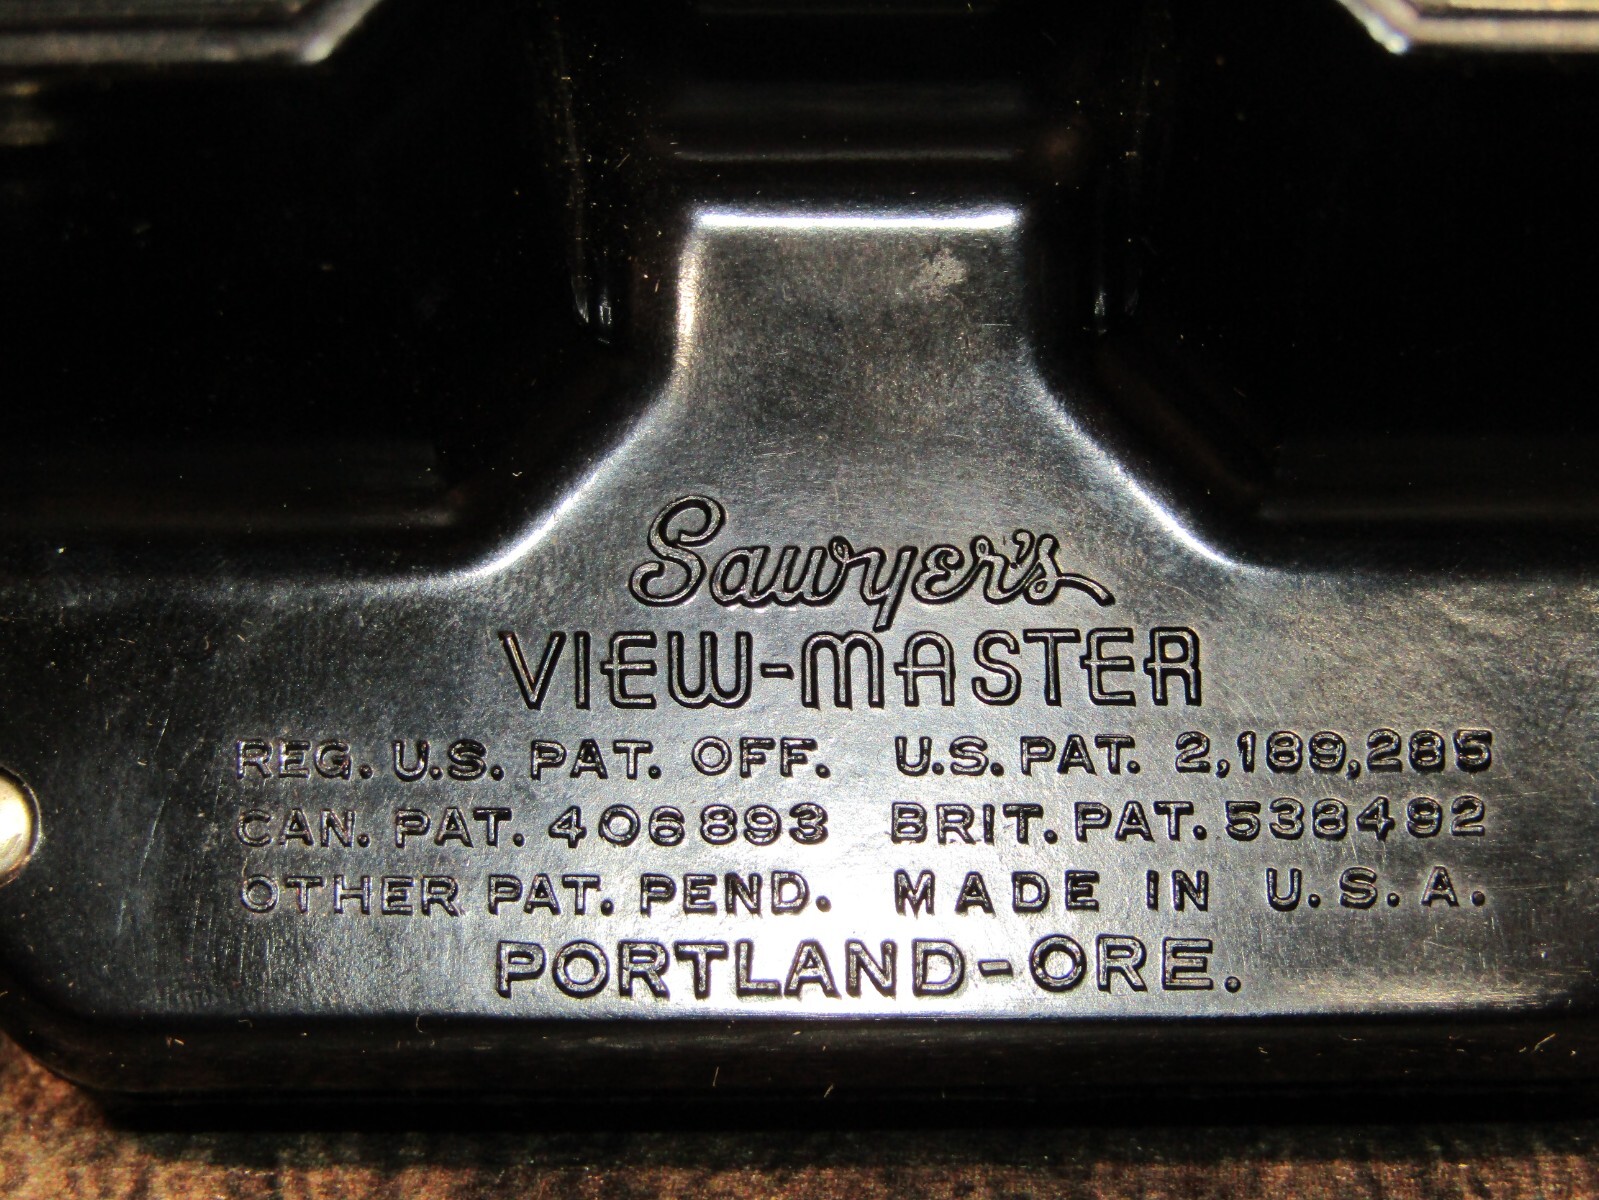 Sawyer's
VIEW-MASTER
REG. U.S. PAT. OFF. U.S. PAT. 2,189,285
CAN. PAT. 406893 BRIT. PAT. 538492
OTHER PAT. PEND. MADE IN U.S.A.
PORTLAND-ORE.